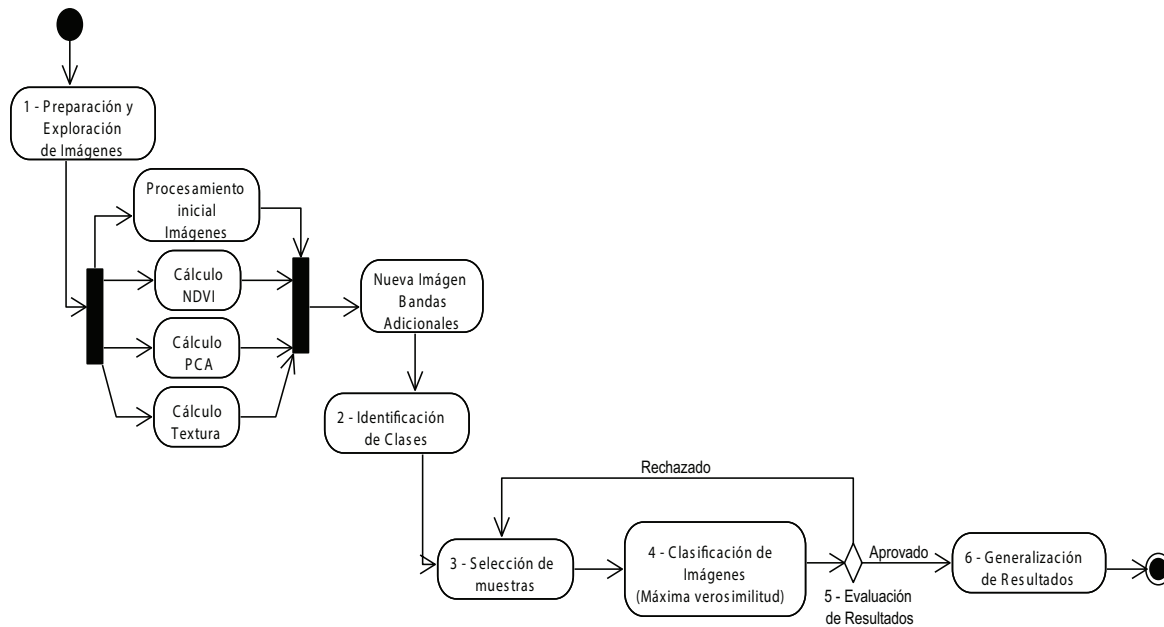 1 - Preparación y
Exploración
de Imágenes
Procesamiento
inicial
Imágenes
Cálculo
NDVI
Cálculo
PCA
Cálculo
Textura
Nueva Imágen
Bandas
Adicionales
2 - Identificación
de Clases
Rechazado
3 - Selección de
muestras
4 - Clasificación de
Imágenes
(Máxima verosimilitud)
Aprovado
5 - Evaluación
de Resultados
6 - Generalización
de Resultados